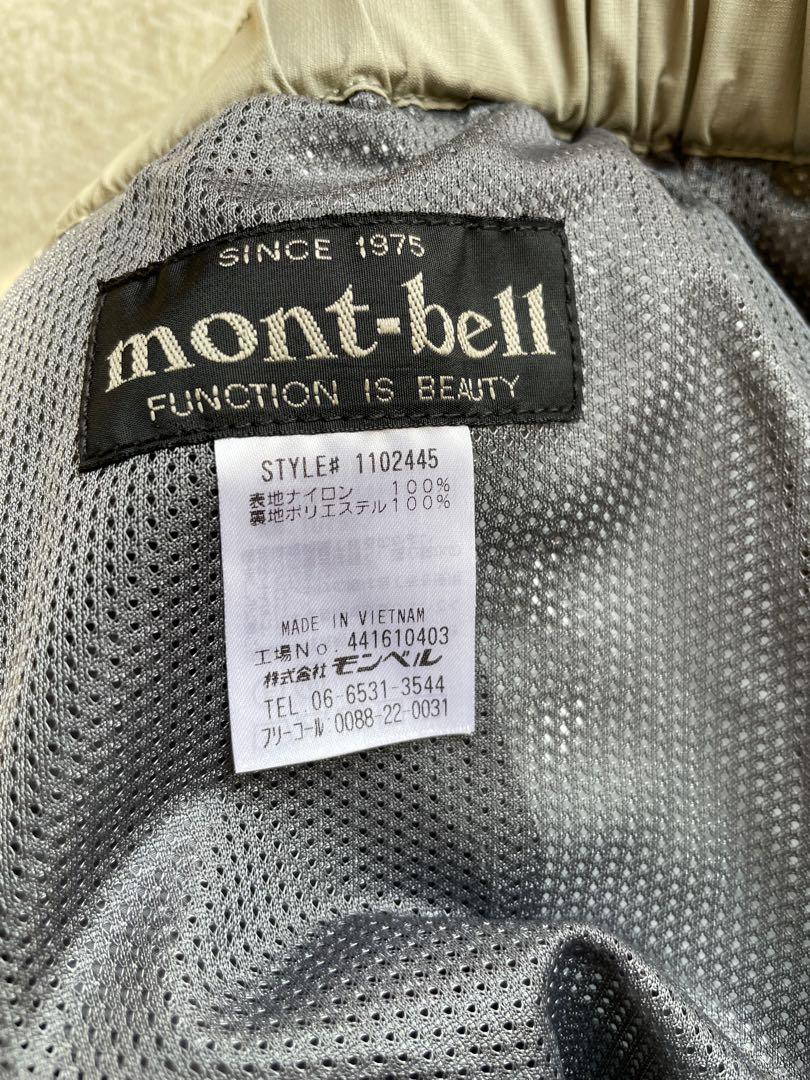 SINCE 1975
mont-bell
FUNCTION IS BEAUTY
STYLE# 1102445
表地ナイロン 100%
裏地ポリエステル100%
MADE IN VIETNAM
工場No. 441610403
株式会社 モンベル
TEL. 06-6531-3544
フリーコール: 0088-22-0031